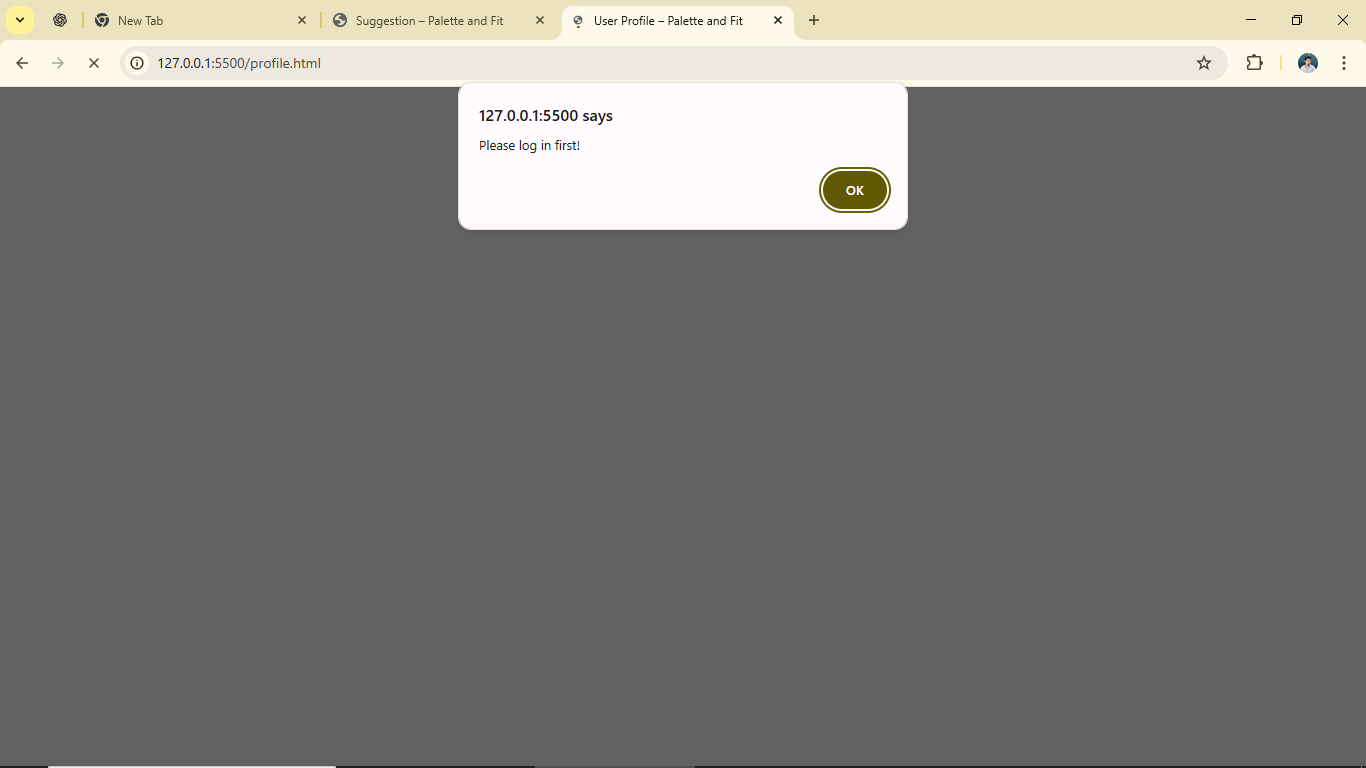 New Tab
Suggestion – Palette and Fit
User Profile – Palette and Fit
127.0.0.1:5500/profile.html
127.0.0.1:5500 says
Please log in first!
OK